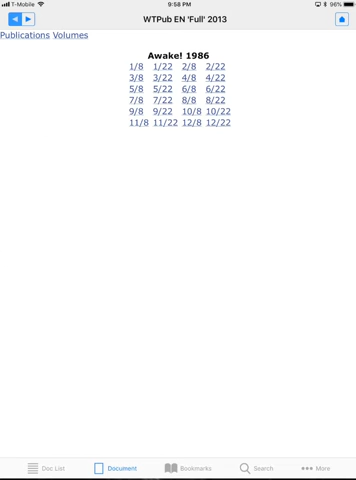 T-Mobile 9:58 PM 96%
WTPub EN 'Full' 2013
Publications Volumes
Awake! 1986
1/8 1/22 2/8 2/22
3/8 3/22 4/8 4/22
5/8 5/22 6/8 6/22
7/8 7/22 8/8 8/22
9/8 9/22 10/8 10/22
11/8 11/22 12/8 12/22
Doc List Document Bookmarks Search More